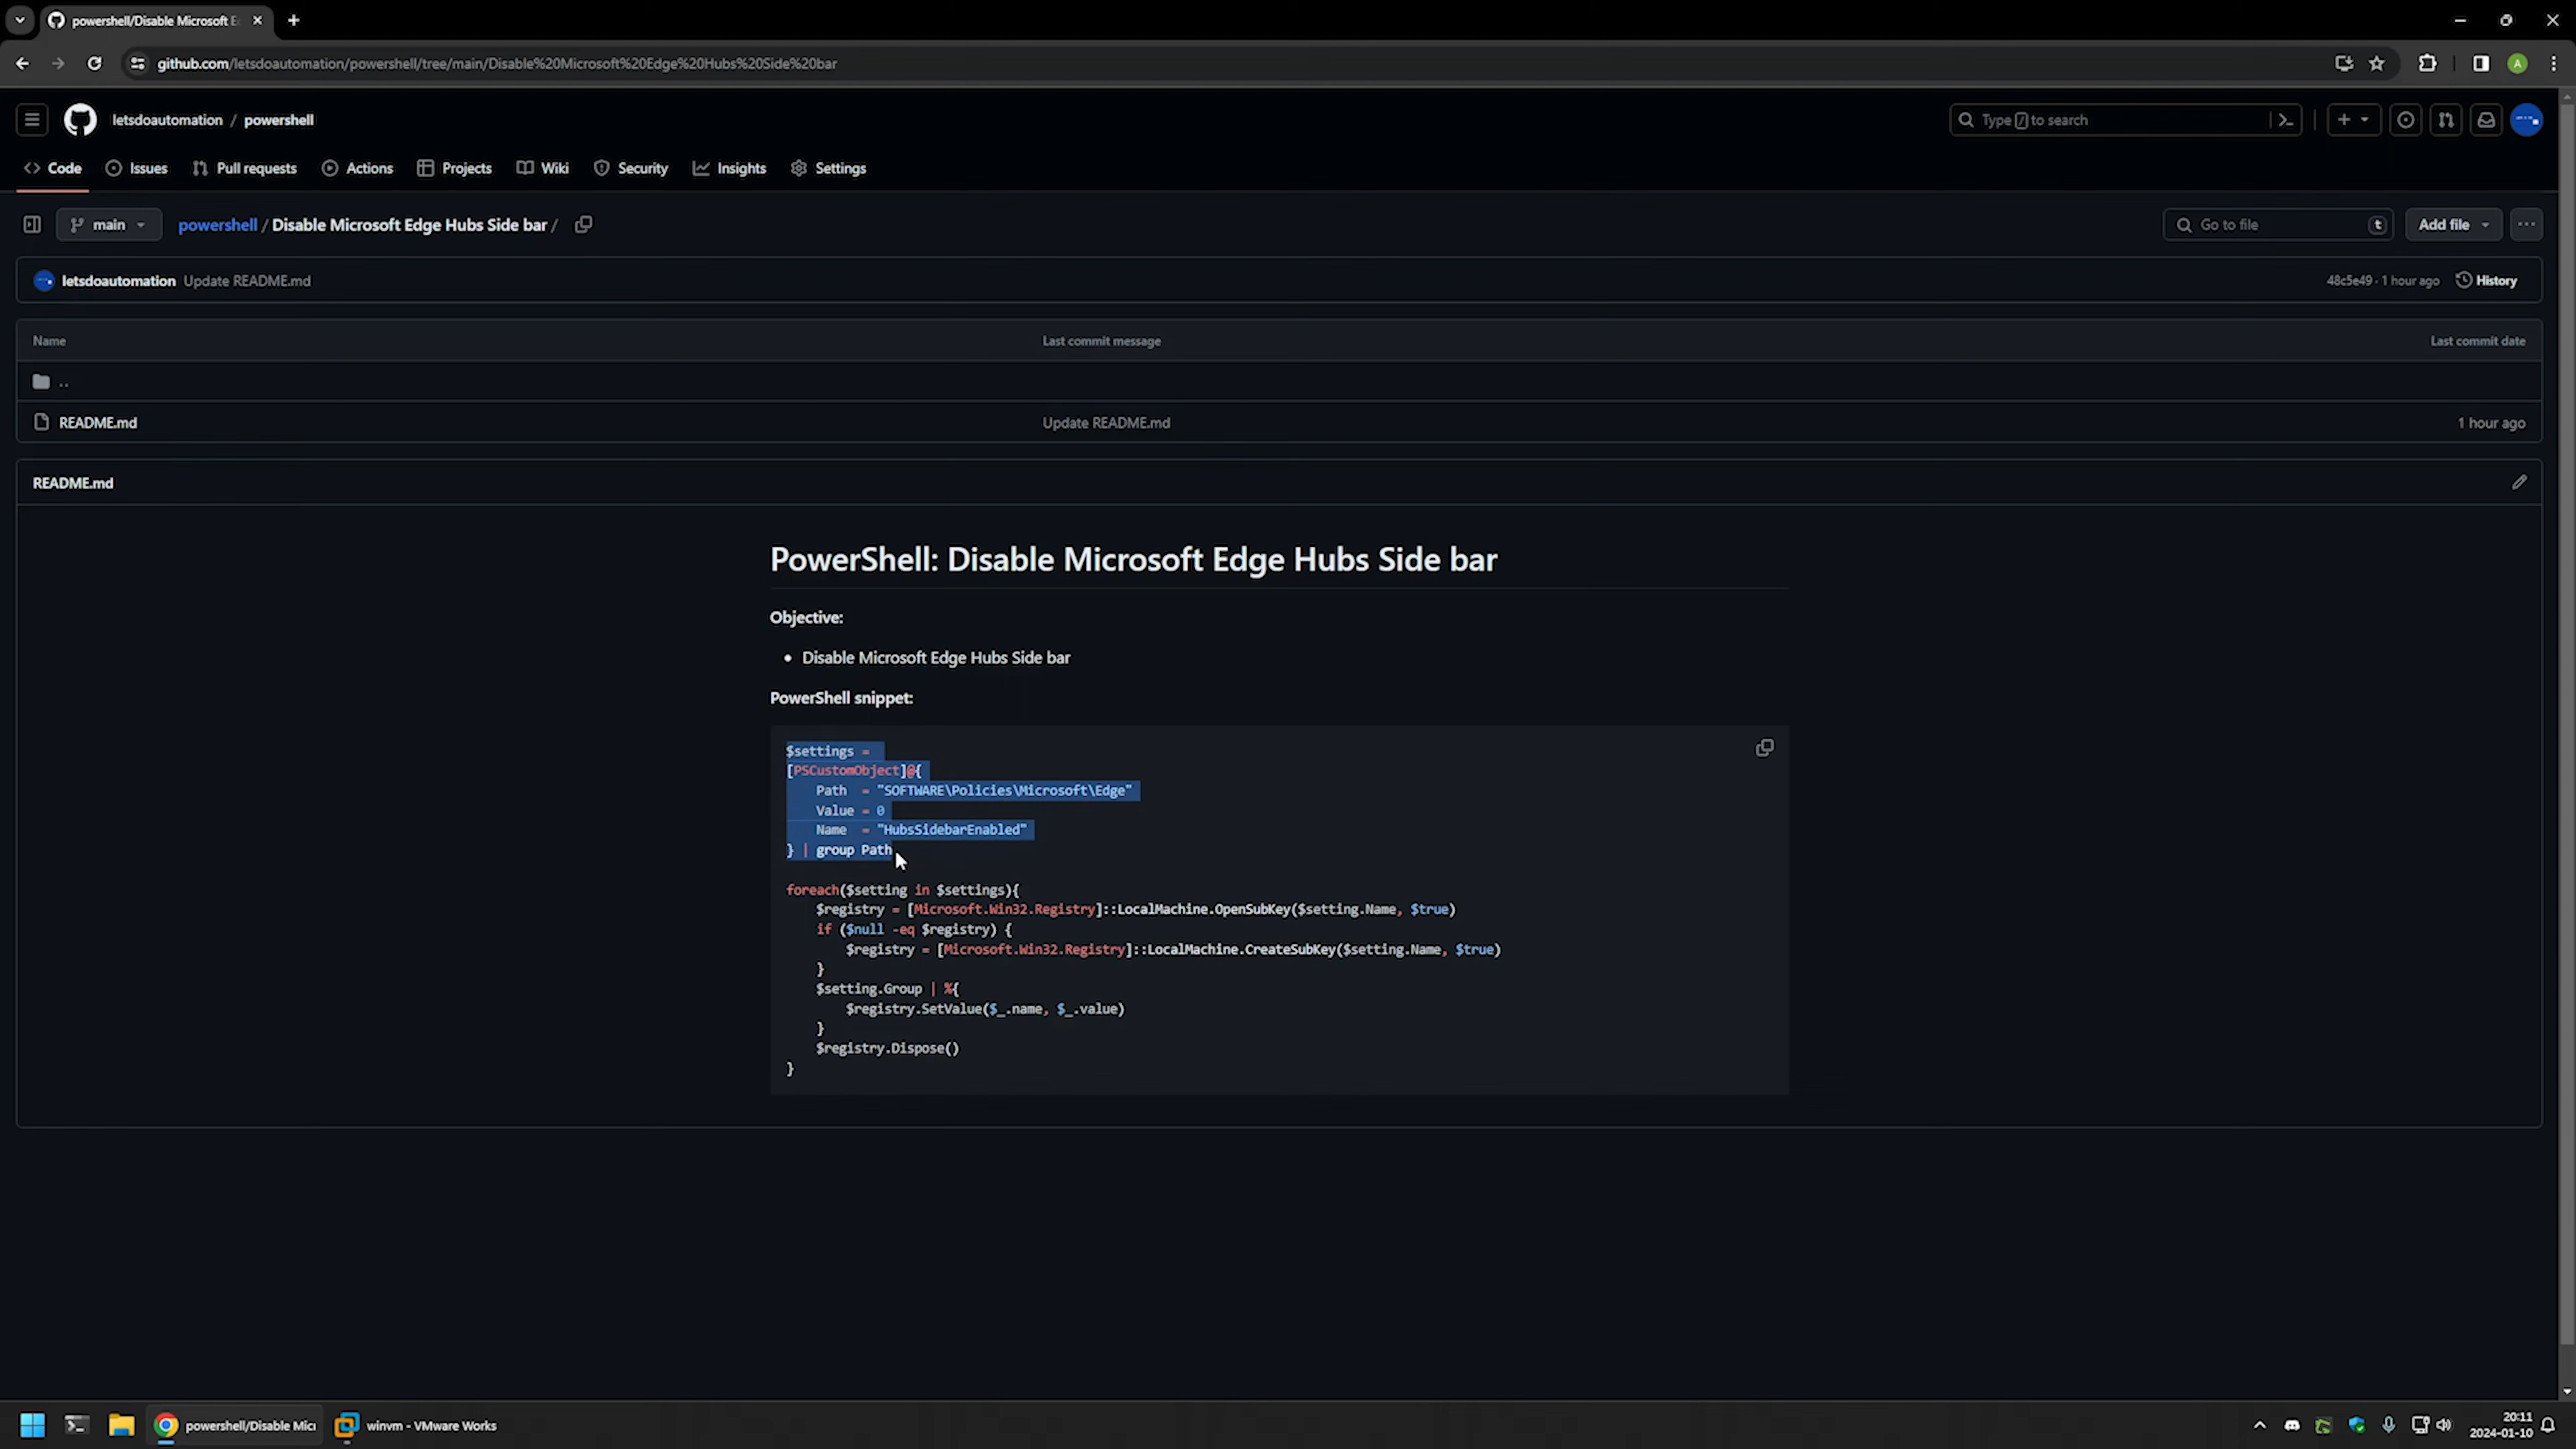 powershell/Disable Microsoft E
github.com/letsdoautomation/powershell/tree/main/Disable%20Microsoft%20Edge%20Hubs%20Side%20bar
A
letsdoautomation / powershell
Type / to search
Code
Issues
Pull requests
Actions
Projects
Wiki
Security
Insights
Settings
main
powershell / Disable Microsoft Edge Hubs Side bar /
Go to file
t
Add file
letsdoautomation Update README.md
48c5e49 · 1 hour ago
History
Name
Last commit message
Last commit date
..
README.md
Update README.md
1 hour ago
README.md
PowerShell: Disable Microsoft Edge Hubs Side bar
Objective:
• Disable Microsoft Edge Hubs Side bar
PowerShell snippet:
$settings =
[PSCustomObject]@{
    Path  = "SOFTWARE\Policies\Microsoft\Edge"
    Value = 0
    Name  = "HubsSidebarEnabled"
} | group Path
foreach($setting in $settings){
    $registry = [Microsoft.Win32.Registry]::LocalMachine.OpenSubKey($setting.Name, $true)
    if ($null -eq $registry) {
        $registry = [Microsoft.Win32.Registry]::LocalMachine.CreateSubKey($setting.Name, $true)
    }
    $setting.Group | %{
        $registry.SetValue($_.name, $_.value)
    }
    $registry.Dispose()
}
powershell/Disable Micr
winvm - VMware Works
20:11
2024-01-10